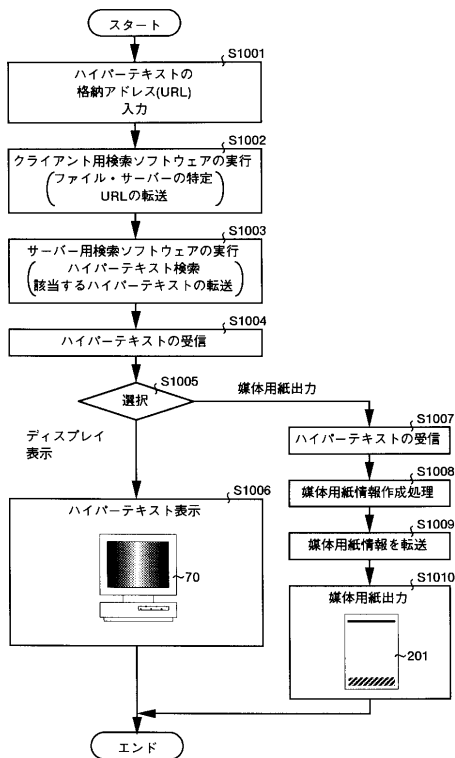 スタート
S1001
ハイパーテキストの
格納アドレス(URL)
入力
S1002
クライアント用検索ソフトウェアの実行
(ファイル・サーバーの特定
URLの転送)
S1003
サーバー用検索ソフトウェアの実行
(ハイパーテキスト検索
該当するハイパーテキストの転送)
S1004
ハイパーテキストの受信
S1005
選択
媒体用紙出力
ディスプレイ
表示
S1006
ハイパーテキスト表示
70
S1007
ハイパーテキストの受信
S1008
媒体用紙情報作成処理
S1009
媒体用紙情報を転送
S1010
媒体用紙出力
201
エンド